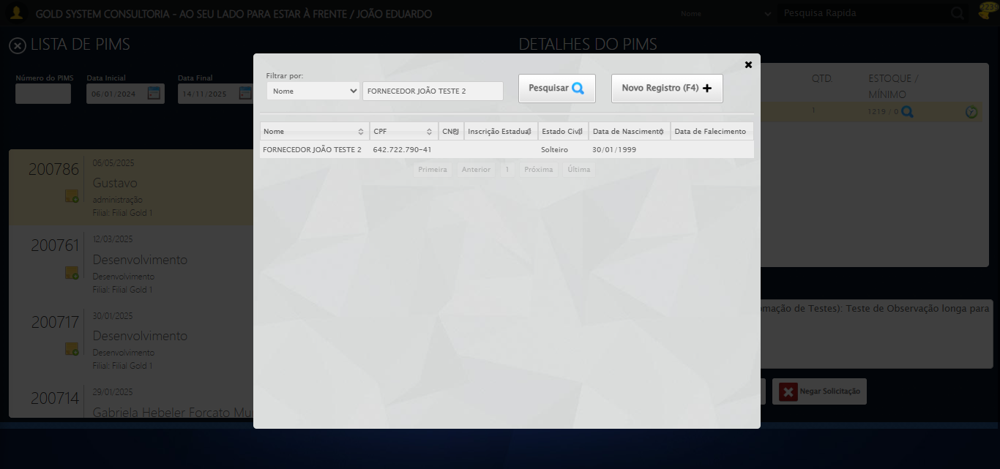 GOLD SYSTEM CONSULTORIA - AO SEU LADO PARA ESTAR À FRENTE / JOÃO EDUARDO
Nome
Pesquisa Rapida
LISTA DE PIMS
DETALHES DO PIMS
Número do PIMS
Data Inicial
Data Final
06/01/2024
14/11/2025
Filtrar por:
Nome
FORNECEDOR JOÃO TESTE 2
Pesquisar
Novo Registro (F4)
QTD.
ESTOQUE /
MÍNIMO
1
1219 / 0
Nome
CPF
CNPJ
Inscrição Estadual
Estado Civil
Data de Nascimento
Data de Falecimento
FORNECEDOR JOÃO TESTE 2
642.722.790-41
Solteiro
30/01/1999
Primeira
Anterior
1
Próxima
Última
200786
06/05/2025
Gustavo
administração
Filial: Filial Gold 1
200761
12/03/2025
Desenvolvimento
Desenvolvimento
Filial: Filial Gold 1
200717
30/01/2025
Desenvolvimento
Desenvolvimento
Filial: Filial Gold 1
200714
29/01/2025
Gabriela Hebeler Forcato Mu
omação de Testes): Teste de Observação longa para
Negar Solicitação